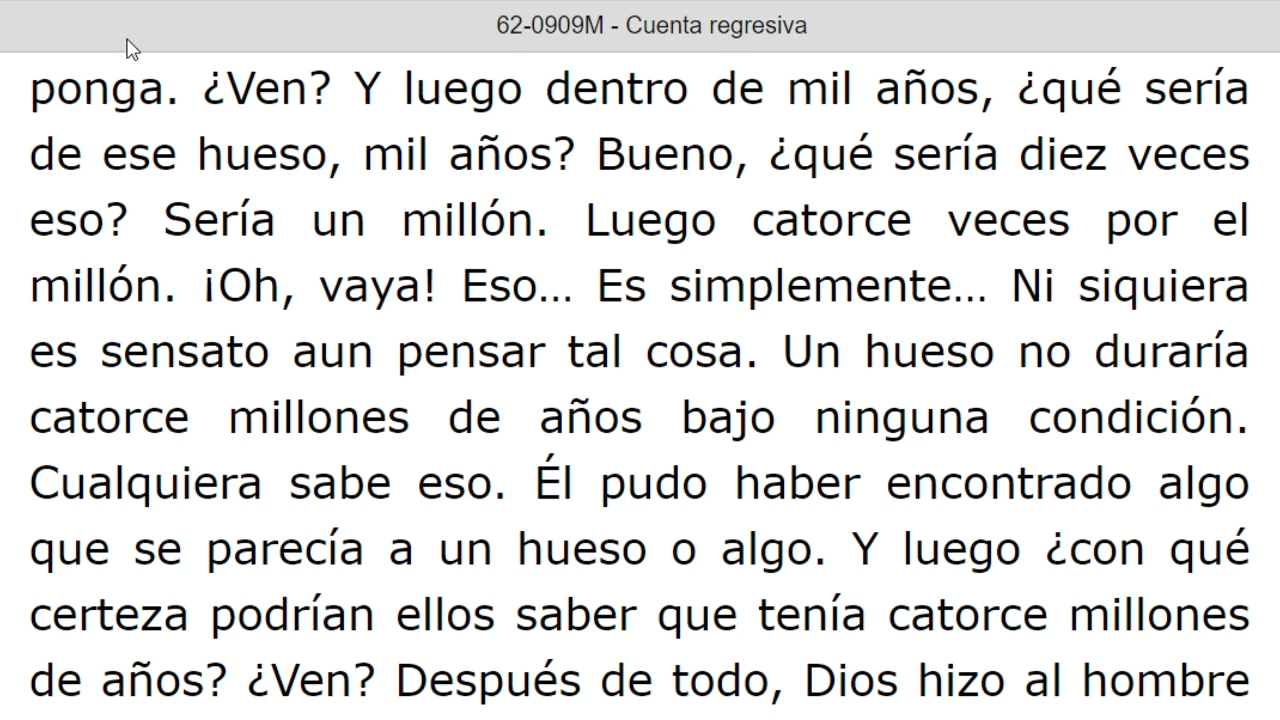 62-0909M - Cuenta regresiva
ponga. ¿Ven? Y luego dentro de mil años, ¿qué sería
de ese hueso, mil años? Bueno, ¿qué sería diez veces
eso? Sería un millón. Luego catorce veces por el
millón. ¡Oh, vaya! Eso... Es simplemente... Ni siquiera
es sensato aun pensar tal cosa. Un hueso no duraría
catorce millones de años bajo ninguna condición.
Cualquiera sabe eso. Él pudo haber encontrado algo
que se parecía a un hueso o algo. Y luego ¿con qué
certeza podrían ellos saber que tenía catorce millones
de años? ¿Ven? Después de todo, Dios hizo al hombre